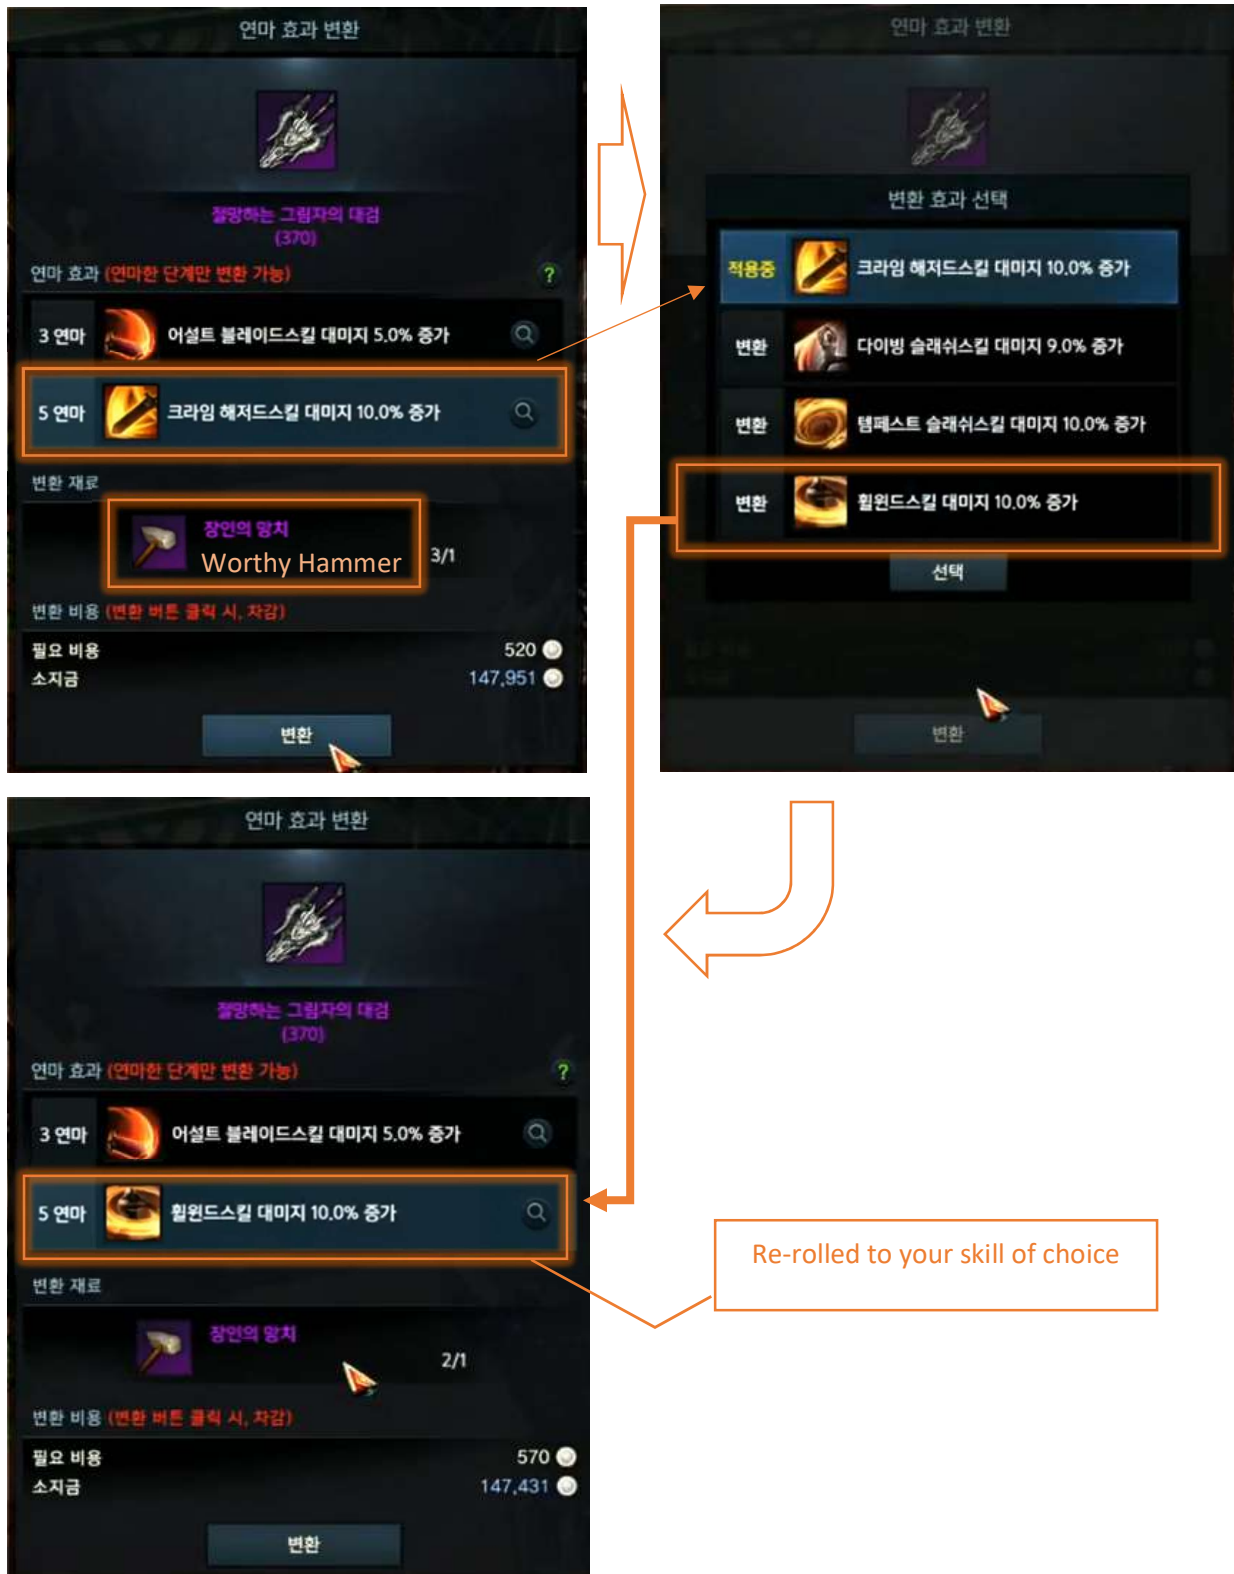 연마 효과 변환
절망하는 그림자의 대검
(370)
연마 효과 (연마한 단계만 변환 가능)
?
3 연마 어설트 블레이드스킬 대미지 5.0% 증가
5 연마 크라임 해저드스킬 대미지 10.0% 증가
변환 재료
장인의 망치
Worthy Hammer
3/1
변환 비용 (변환 버튼 클릭 시, 차감)
필요 비용 520
소지금 147,951
변환
연마 효과 변환
변환 효과 선택
적용중 크라임 해저드스킬 대미지 10.0% 증가
변환 다이빙 슬래쉬스킬 대미지 9.0% 증가
변환 템페스트 슬래쉬스킬 대미지 10.0% 증가
변환 휠윈드스킬 대미지 10.0% 증가
선택
변환
연마 효과 변환
절망하는 그림자의 대검
(370)
연마 효과 (연마한 단계만 변환 가능)
?
3 연마 어설트 블레이드스킬 대미지 5.0% 증가
5 연마 휠윈드스킬 대미지 10.0% 증가
Re-rolled to your skill of choice
변환 재료
장인의 망치
2/1
변환 비용 (변환 버튼 클릭 시, 차감)
필요 비용 570
소지금 147,431
변환